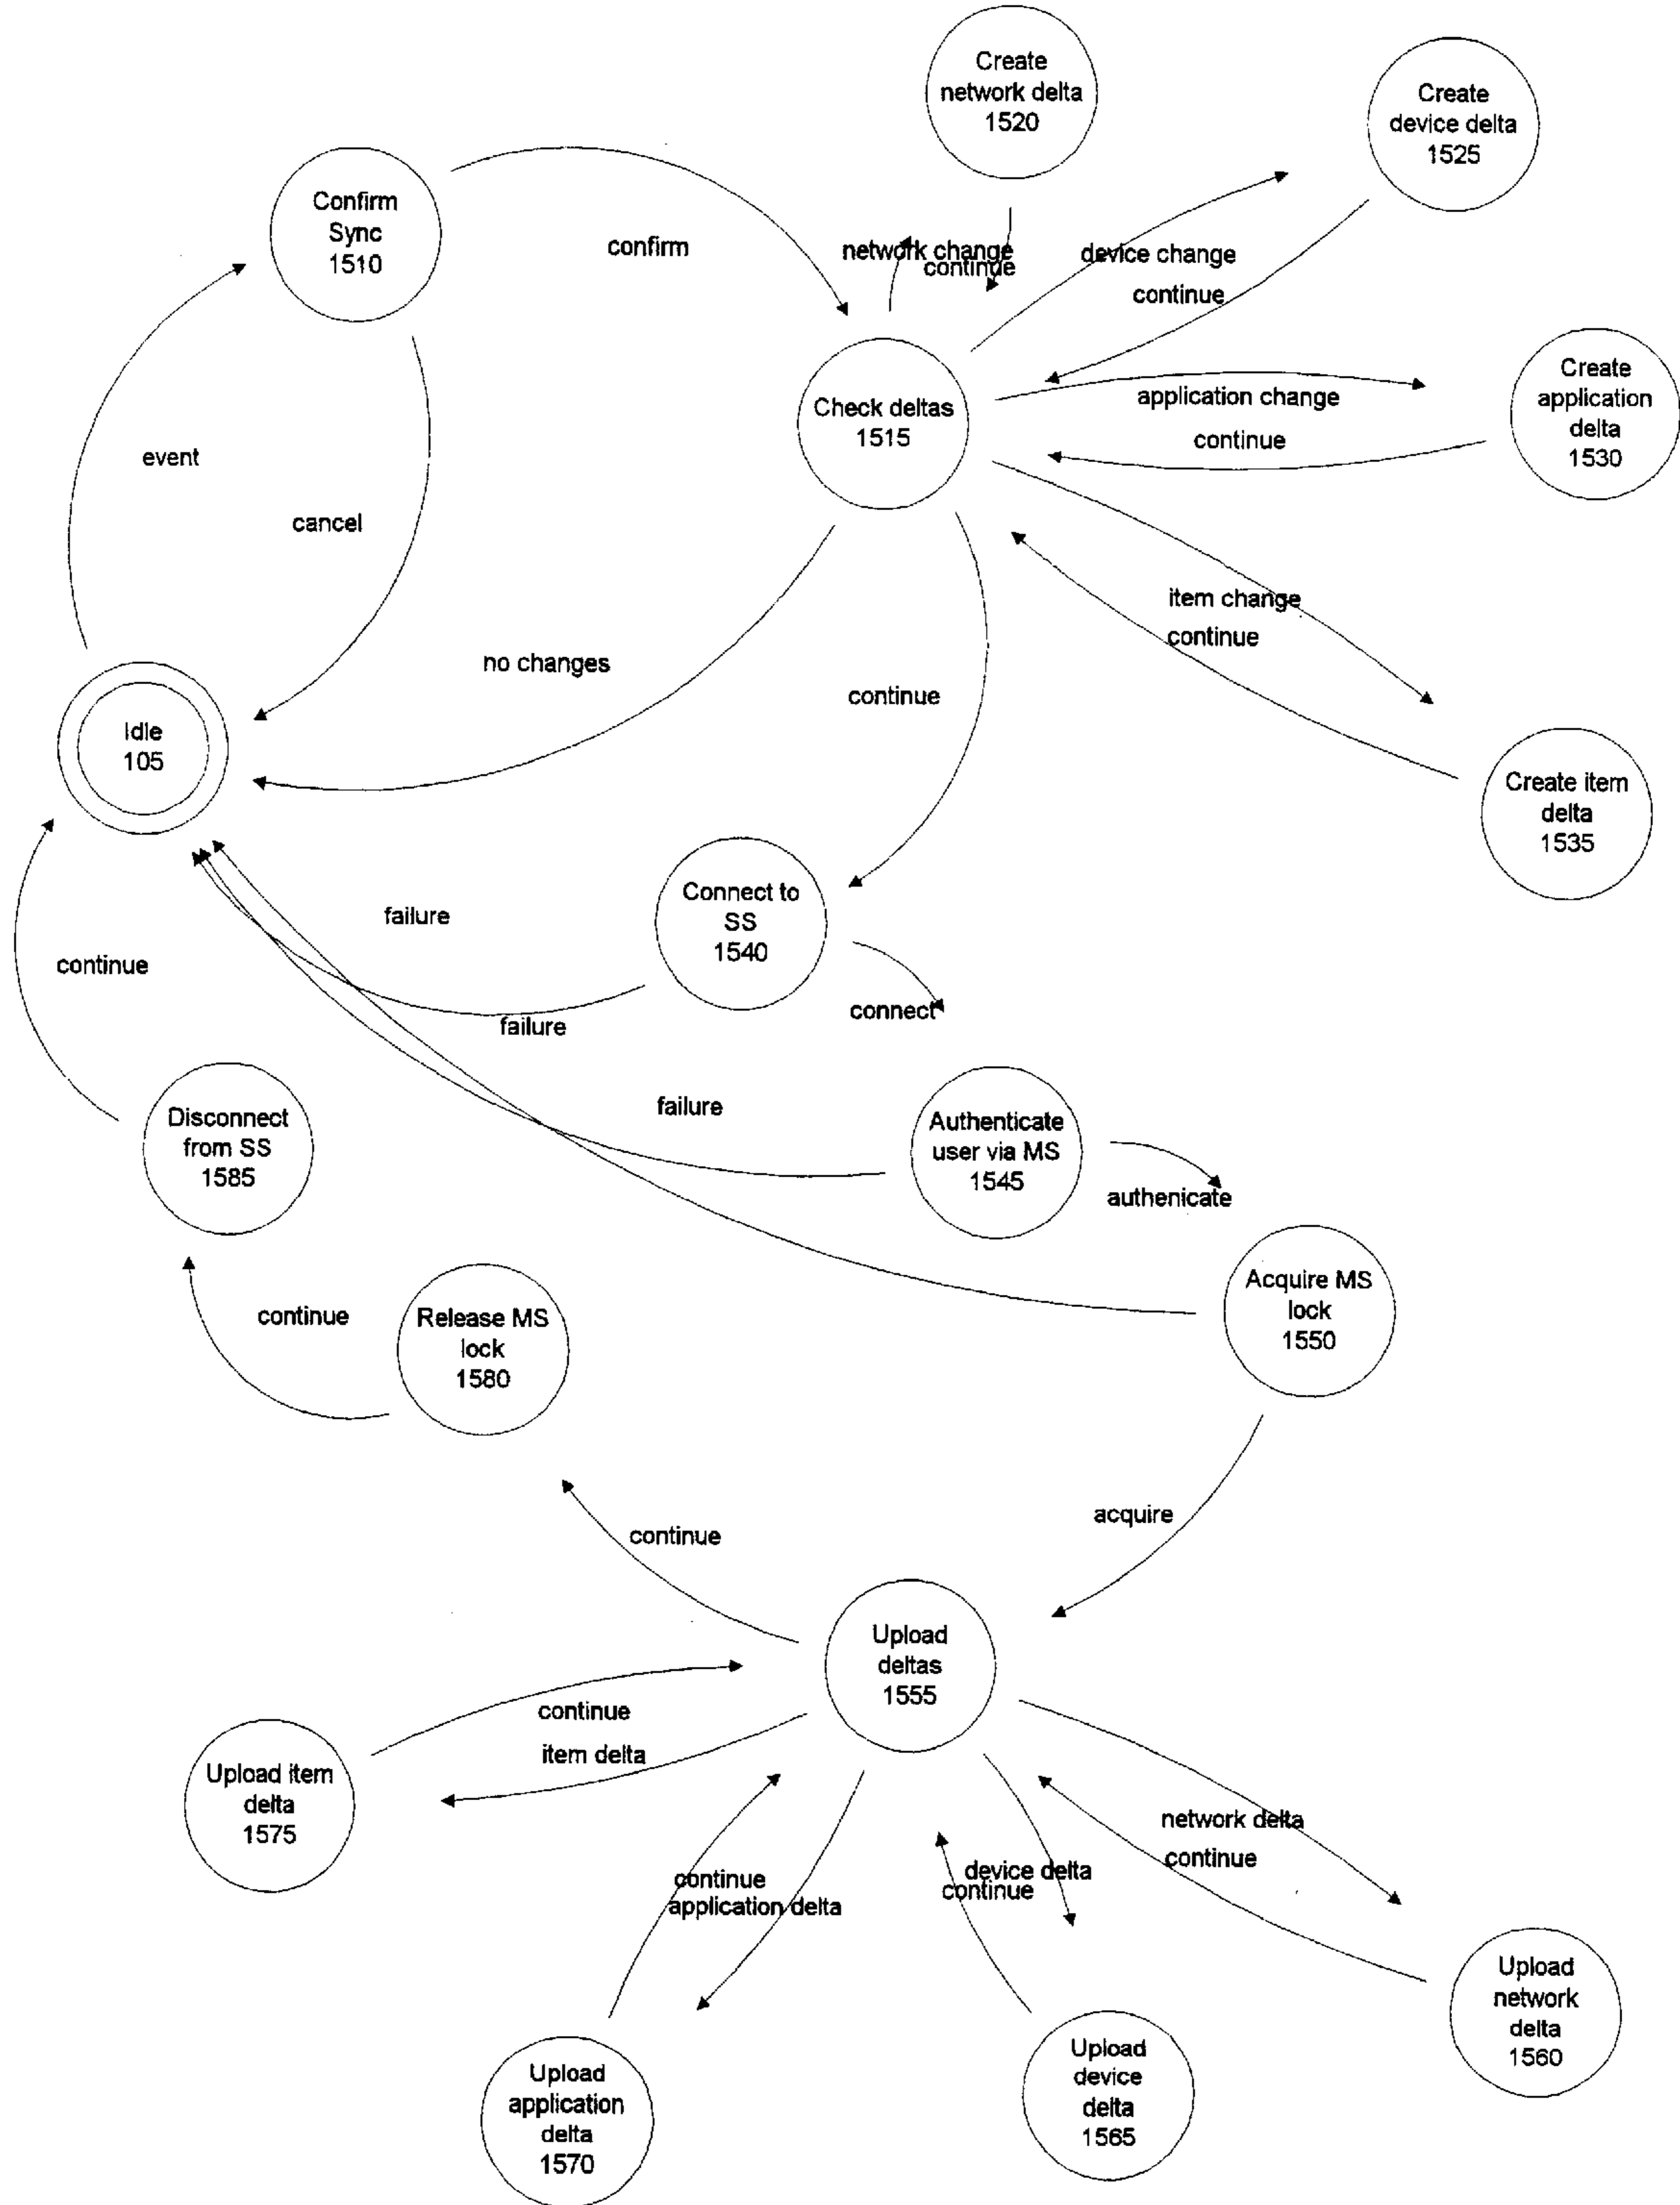 Create
network delta
1520
Create
device delta
1525
Confirm
Sync
1510
confirm
network change
continue
device change
continue
Create
application
delta
1530
Check deltas
1515
application change
continue
event
cancel
item change
continue
no changes
continue
Idle
105
Create item
delta
1535
Connect to
SS
1540
failure
continue
connect
failure
Disconnect
from SS
1585
failure
Authenticate
user via MS
1545
authenicate
Acquire MS
lock
1550
continue
Release MS
lock
1580
acquire
continue
Upload
deltas
1555
continue
item delta
Upload item
delta
1575
network delta
continue
continue
application delta
device delta
continue
Upload
network
delta
1560
Upload
device
delta
1565
Upload
application
delta
1570